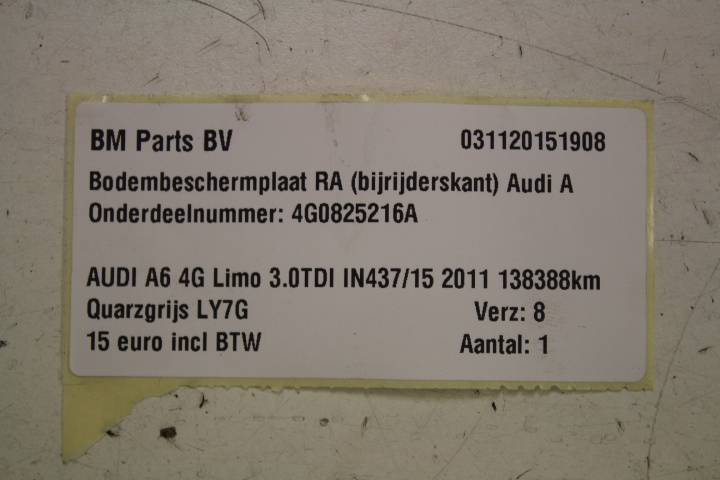 BM Parts BV 031120151908
Bodembeschermplaat RA (bijrijderskant) Audi A
Onderdeelnummer: 4G0825216A
AUDI A6 4G Limo 3.0TDI IN437/15 2011 138388km
Quarzgrijs LY7G Verz: 8
15 euro incl BTW Aantal: 1